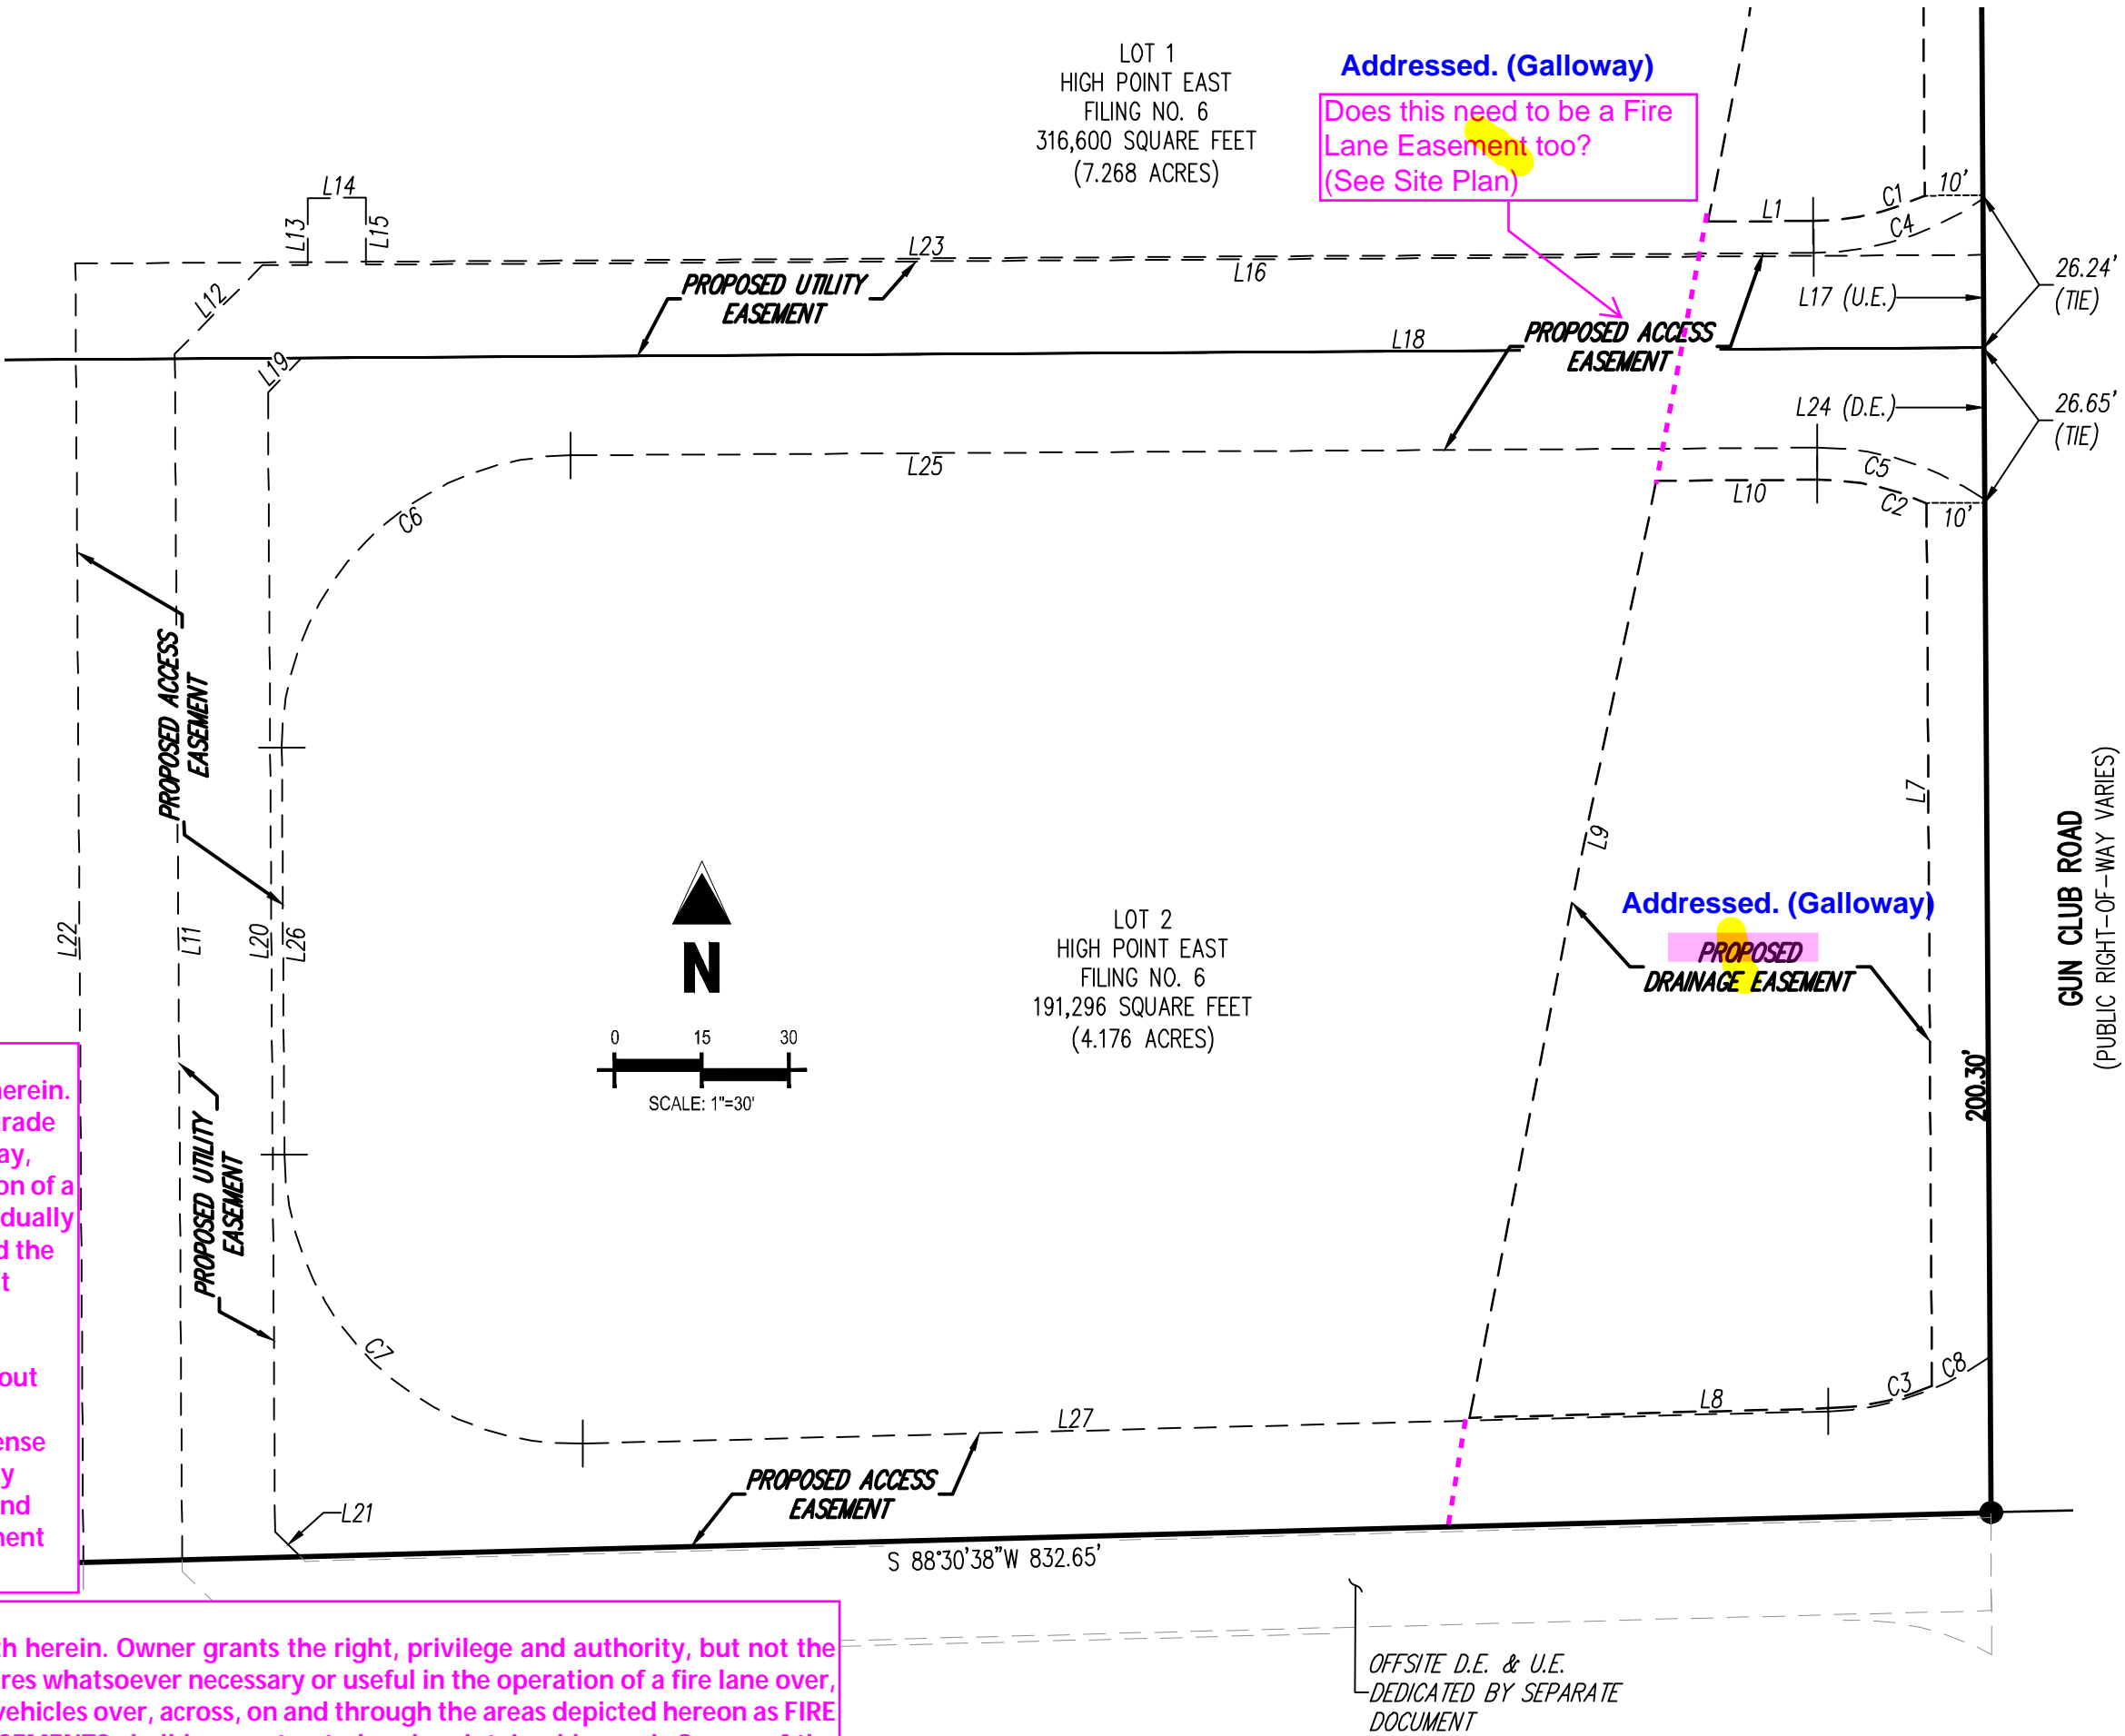 LOT 1
HIGH POINT EAST
FILING NO. 6
316,600 SQUARE FEET
(7.268 ACRES)
Addressed. (Galloway)
Does this need to be a Fire
Lane Easement too?
(See Site Plan)
L14
L13
L15
L12
L23
L16
L1
C1
C4
10'
26.24'
(TIE)
L17 (U.E.)
PROPOSED UTILITY
EASEMENT
PROPOSED ACCESS
EASEMENT
L18
L19
L24 (D.E.)
26.65'
(TIE)
L25
C6
C5
L10
C2
10'
PROPOSED ACCESS
EASEMENT
L9
L7
GUN CLUB ROAD
(PUBLIC RIGHT-OF-WAY VARIES)
Addressed. (Galloway)
PROPOSED
DRAINAGE EASEMENT
L22
L11
L20
L26
N
0 15 30
SCALE: 1"=30'
LOT 2
HIGH POINT EAST
FILING NO. 6
191,296 SQUARE FEET
(4.176 ACRES)
200.30'
PROPOSED UTILITY
EASEMENT
herein.
rade
ay,
on of a
dually
d the
t
out
ense
y
nd
ment
C7
L27
L8
C3
C8
PROPOSED ACCESS
EASEMENT
L21
S 88°30'38"W 832.65'
OFFSITE D.E. & U.E.
DEDICATED BY SEPARATE
DOCUMENT
th herein. Owner grants the right, privilege and authority, but not the
res whatsoever necessary or useful in the operation of a fire lane over,
vehicles over, across, on and through the areas depicted hereon as FIRE